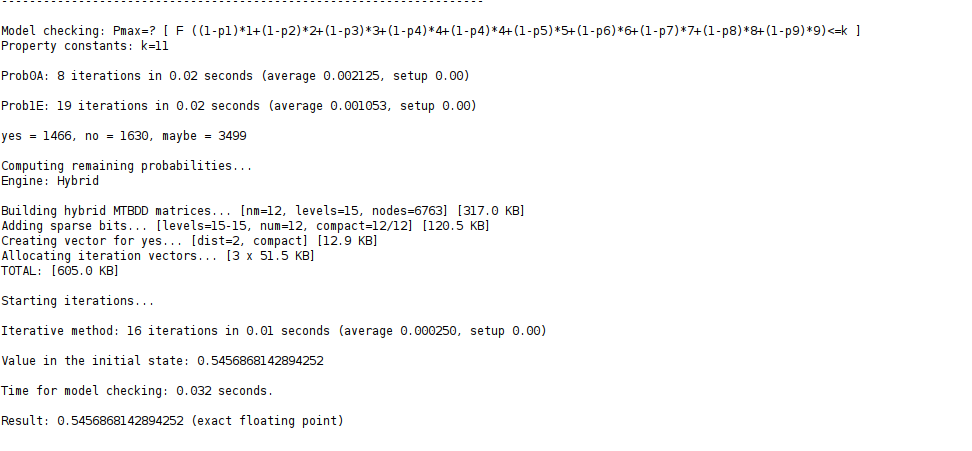 ----------------------------------------------------------------------
Model checking: Pmax=? [ F ((1-p1)*1+(1-p2)*2+(1-p3)*3+(1-p4)*4+(1-p4)*4+(1-p5)*5+(1-p6)*6+(1-p7)*7+(1-p8)*8+(1-p9)*9)<=k ]
Property constants: k=11
Prob0A: 8 iterations in 0.02 seconds (average 0.002125, setup 0.00)
Prob1E: 19 iterations in 0.02 seconds (average 0.001053, setup 0.00)
yes = 1466, no = 1630, maybe = 3499
Computing remaining probabilities...
Engine: Hybrid
Building hybrid MTBDD matrices... [nm=12, levels=15, nodes=6763] [317.0 KB]
Adding sparse bits... [levels=15-15, num=12, compact=12/12] [120.5 KB]
Creating vector for yes... [dist=2, compact] [12.9 KB]
Allocating iteration vectors... [3 x 51.5 KB]
TOTAL: [605.0 KB]
Starting iterations...
Iterative method: 16 iterations in 0.01 seconds (average 0.000250, setup 0.00)
Value in the initial state: 0.5456868142894252
Time for model checking: 0.032 seconds.
Result: 0.5456868142894252 (exact floating point)